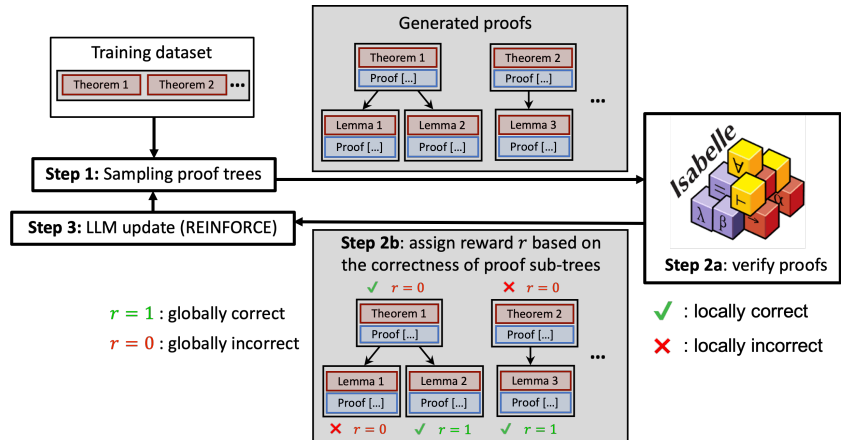 Training dataset
Theorem 1
Theorem 2
...
Generated proofs
Theorem 1
Proof [...]
Theorem 2
Proof [...]
...
Lemma 1
Proof [...]
Lemma 2
Proof [...]
Lemma 3
Proof [...]
Step 1: Sampling proof trees
Step 3: LLM update (REINFORCE)
Isabelle
∀
=
⊢
α
λ
β
→
Step 2a: verify proofs
Step 2b: assign reward r based on
the correctness of proof sub-trees
✓ r = 0
✕ r = 0
Theorem 1
Proof [...]
Theorem 2
Proof [...]
...
Lemma 1
Proof [...]
Lemma 2
Proof [...]
Lemma 3
Proof [...]
✕ r = 0
✓ r = 1
✓ r = 1
r = 1 : globally correct
r = 0 : globally incorrect
✓ : locally correct
✕ : locally incorrect